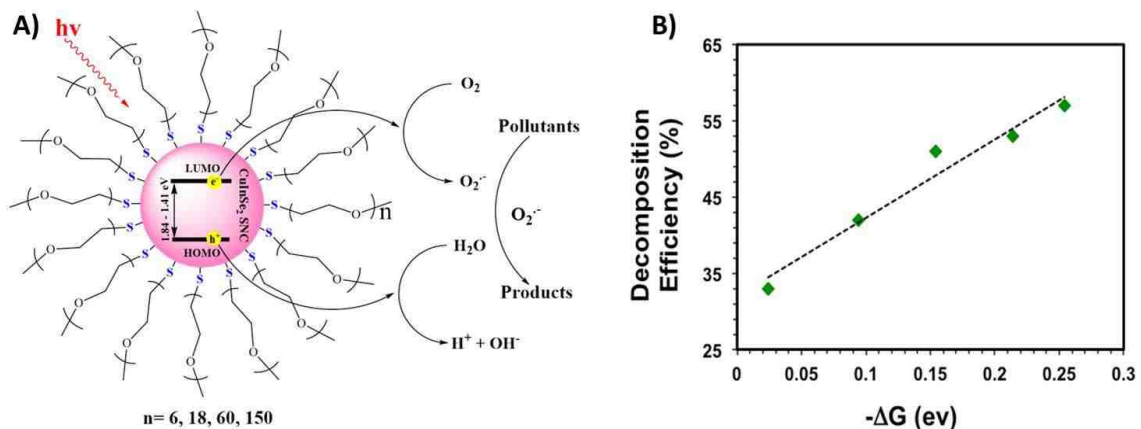 A)
hν
O₂
Pollutants
LUMO
e⁻
O₂·⁻
1.84 - 1.41 eV
CuInSe₂ SNC
n
O₂·⁻
h⁺
HOMO
H₂O
Products
H⁺ + OH⁻
n= 6, 18, 60, 150
S S S S S S S S S S S S S S S S
O O O O O O O O O O O O O O O O
B)
Decomposition
Efficiency (%)
65
55
45
35
25
0 0.05 0.1 0.15 0.2 0.25 0.3
-ΔG (ev)